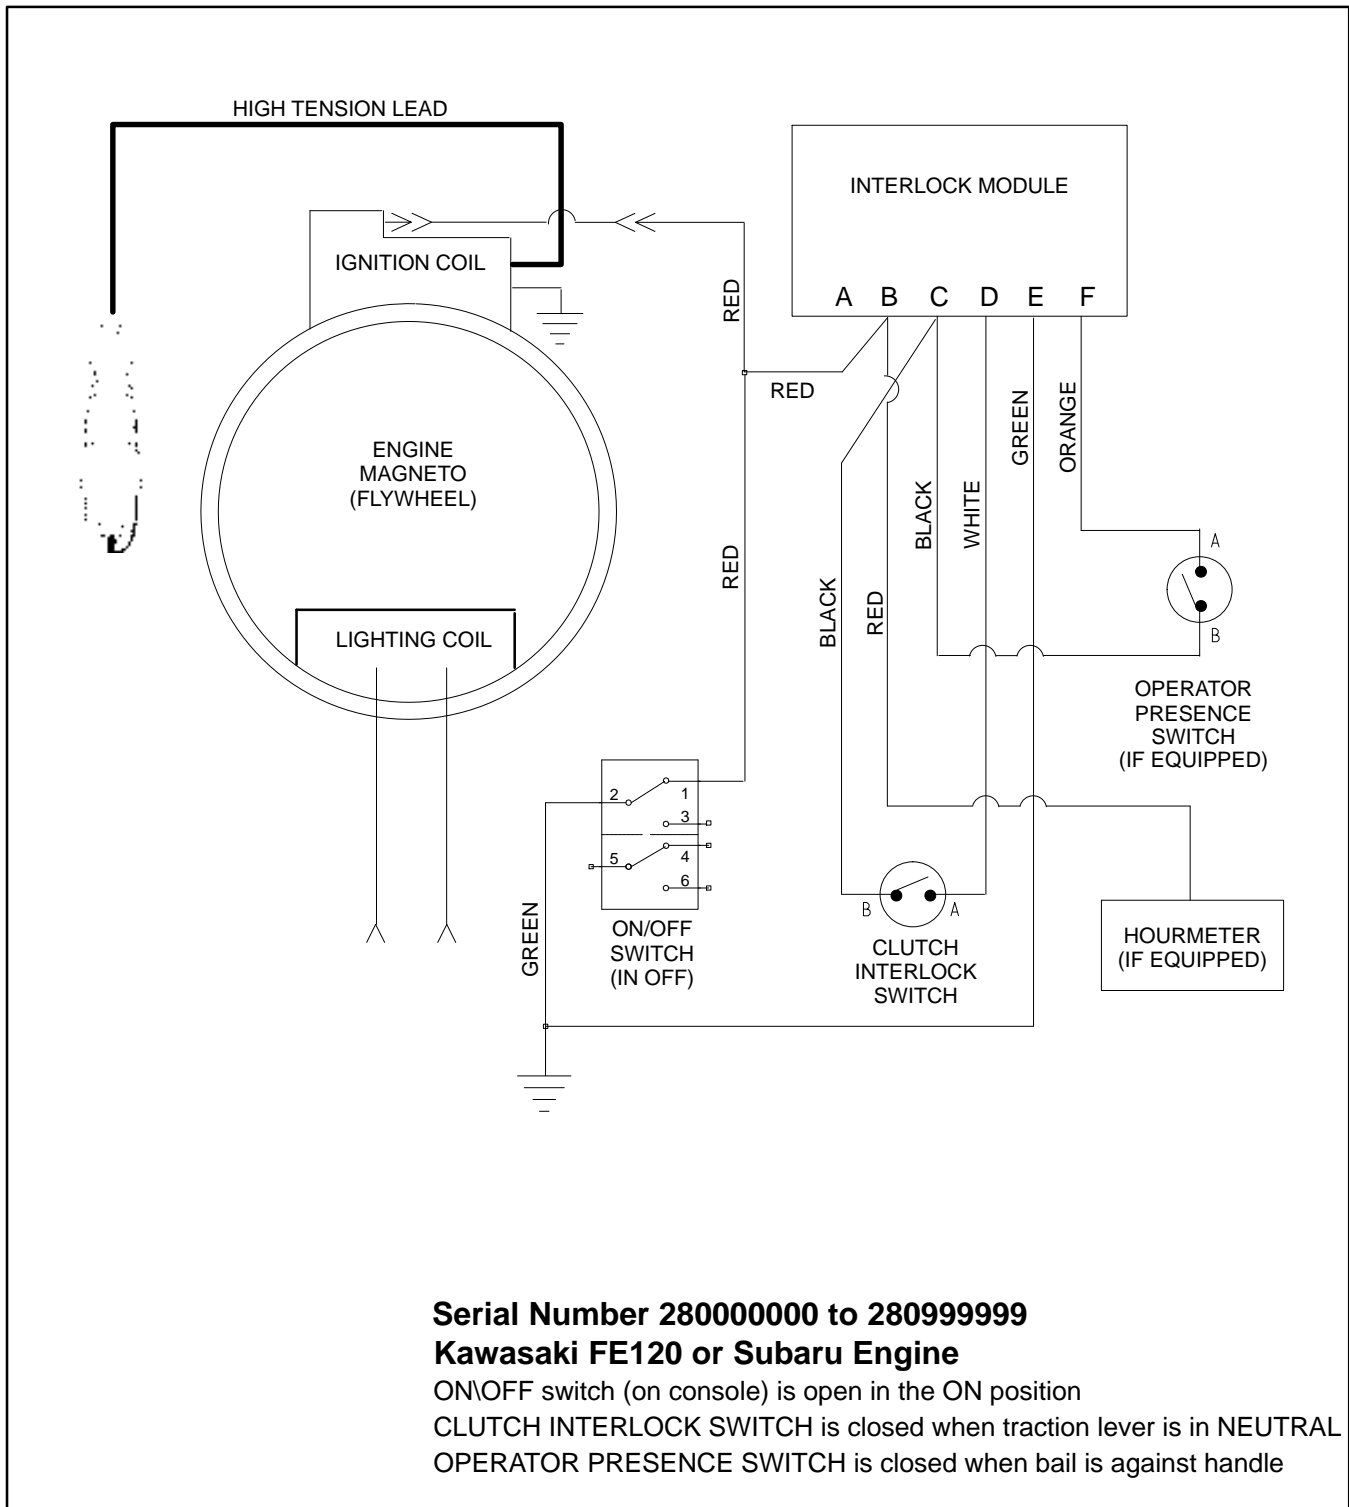 HIGH TENSION LEAD
INTERLOCK MODULE
IGNITION COIL
A B C D E F
RED
RED
GREEN
ORANGE
ENGINE
MAGNETO
(FLYWHEEL)
BLACK
WHITE
A
RED
BLACK
RED
B
LIGHTING COIL
OPERATOR
PRESENCE
SWITCH
(IF EQUIPPED)
2 1
3
5 4
6
B A
GREEN
ON/OFF
SWITCH
(IN OFF)
CLUTCH
INTERLOCK
SWITCH
HOURMETER
(IF EQUIPPED)
Serial Number 280000000 to 280999999
Kawasaki FE120 or Subaru Engine
ON\OFF switch (on console) is open in the ON position
CLUTCH INTERLOCK SWITCH is closed when traction lever is in NEUTRAL
OPERATOR PRESENCE SWITCH is closed when bail is against handle